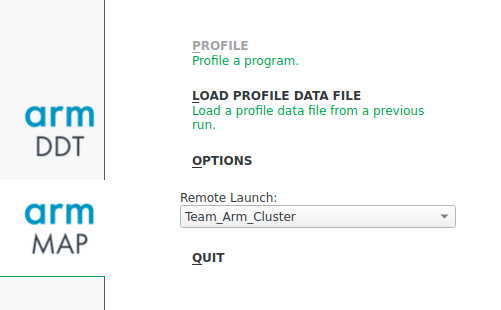 arm
DDT
arm
MAP
PROFILE
Profile a program.
LOAD PROFILE DATA FILE
Load a profile data file from a previous
run.
OPTIONS
Remote Launch:
Team_Arm_Cluster
QUIT